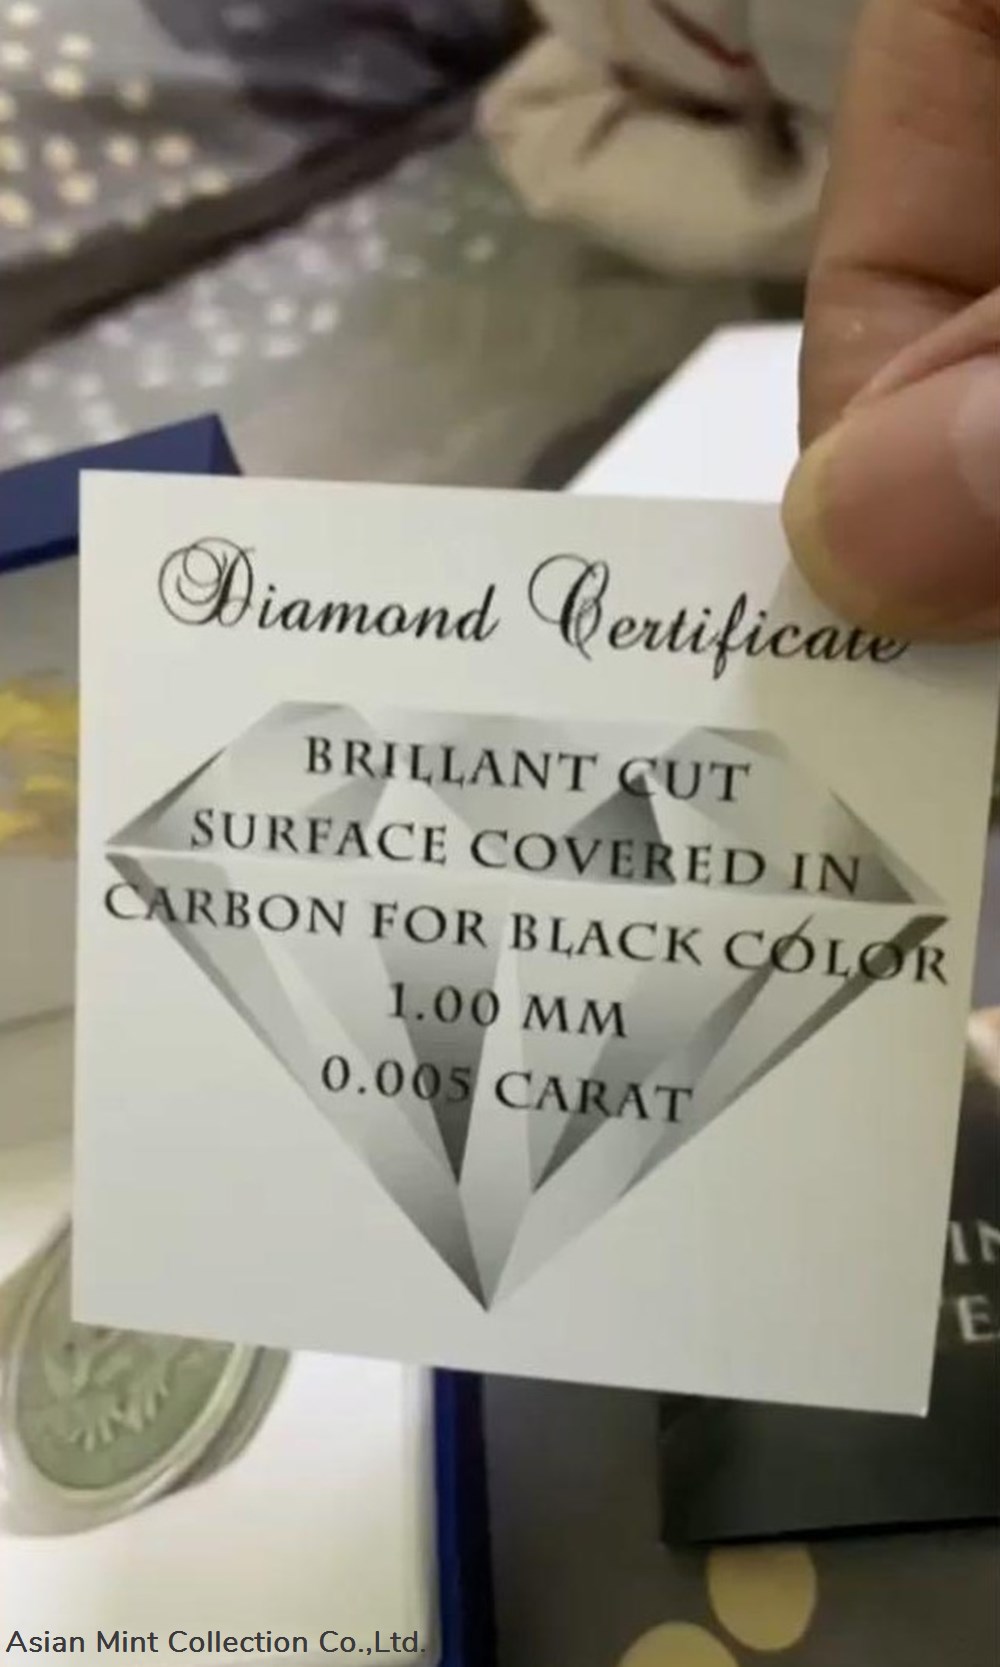 Diamond Certificate
BRILLANT CUT
SURFACE COVERED IN
CARBON FOR BLACK COLOR
1.00 MM
0.005 CARAT
Asian Mint Collection Co.,Ltd.